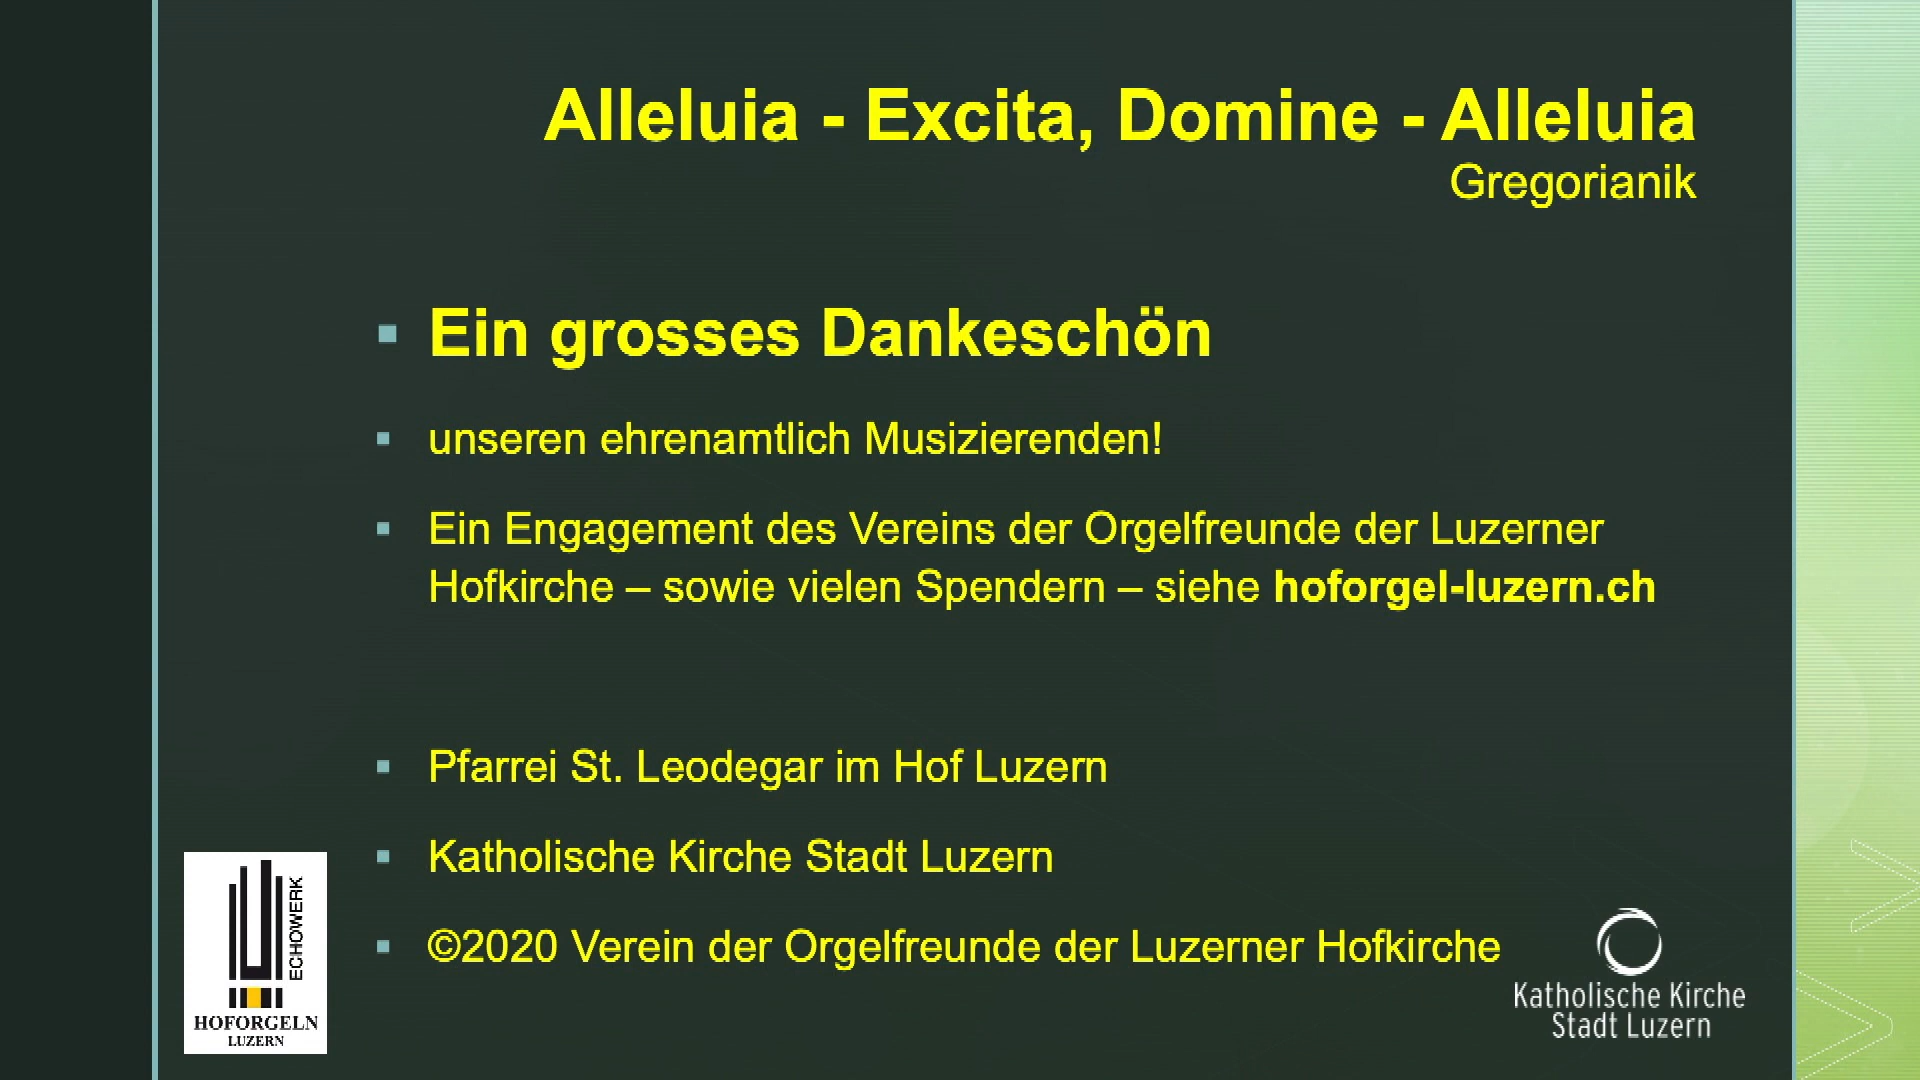 Alleluia - Excita, Domine - Alleluia
Gregorianik
▪ Ein grosses Dankeschön
▪ unseren ehrenamtlich Musizierenden!
▪ Ein Engagement des Vereins der Orgelfreunde der Luzerner
Hofkirche – sowie vielen Spendern – siehe hoforgel-luzern.ch
▪ Pfarrei St. Leodegar im Hof Luzern
▪ Katholische Kirche Stadt Luzern
▪ ©2020 Verein der Orgelfreunde der Luzerner Hofkirche
ECHOWERK
HOFORGELN
LUZERN
Katholische Kirche
Stadt Luzern